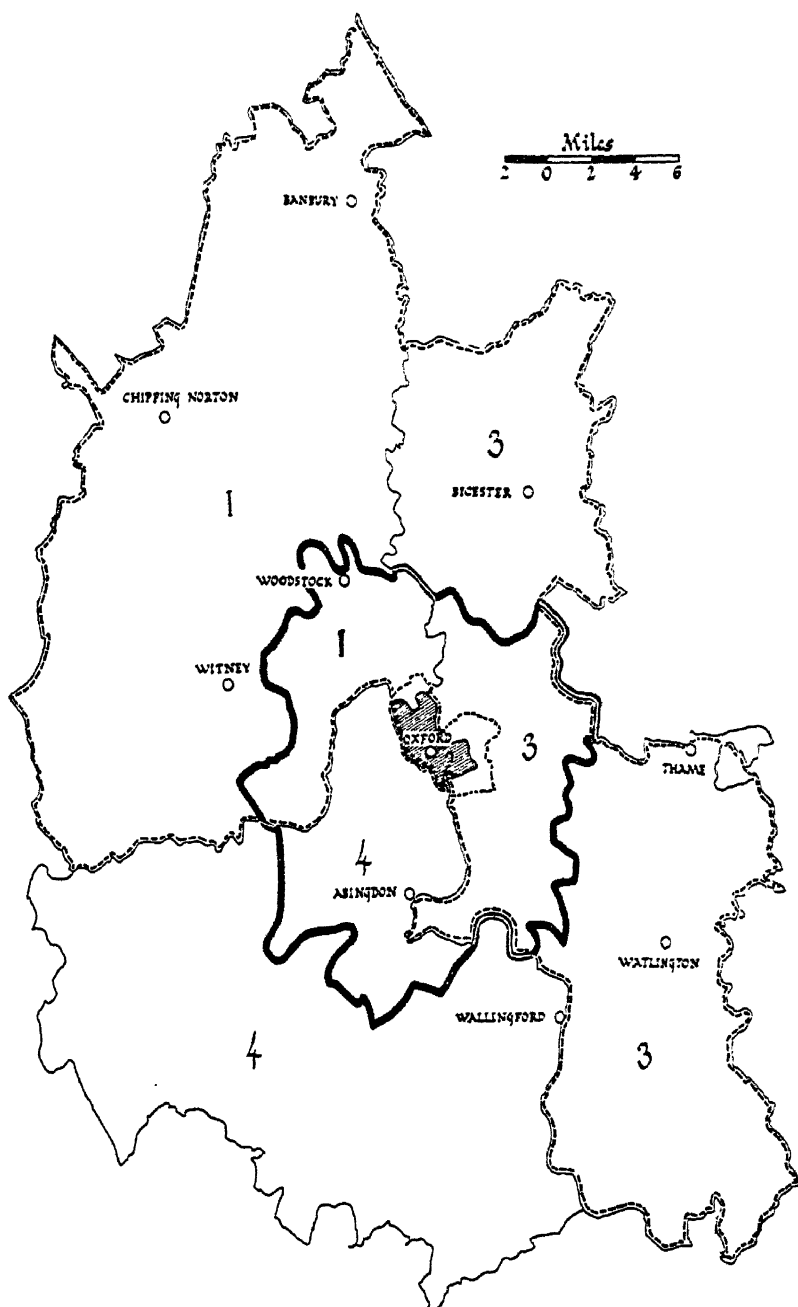 Miles
2 0 2 4 6
BANBURY
CHIPPING NORTON
3
BICESTER
1
WOODSTOCK
1
WITNEY
OXFORD
3
THAME
4
ABINGDON
WATLINGTON
WALLINGFORD
4
3